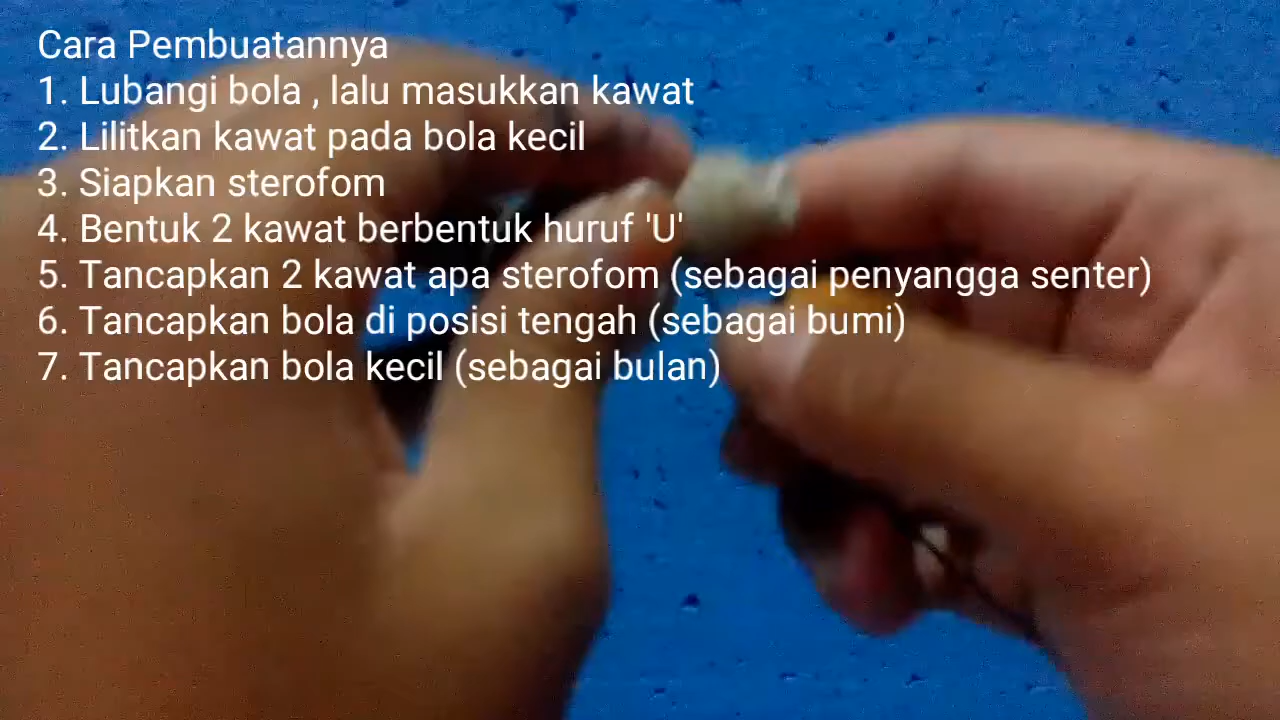 Cara Pembuatannya
1. Lubangi bola , lalu masukkan kawat
2. Lilitkan kawat pada bola kecil
3. Siapkan sterofom
4. Bentuk 2 kawat berbentuk huruf 'U'
5. Tancapkan 2 kawat apa sterofom (sebagai penyangga senter)
6. Tancapkan bola di posisi tengah (sebagai bumi)
7. Tancapkan bola kecil (sebagai bulan)